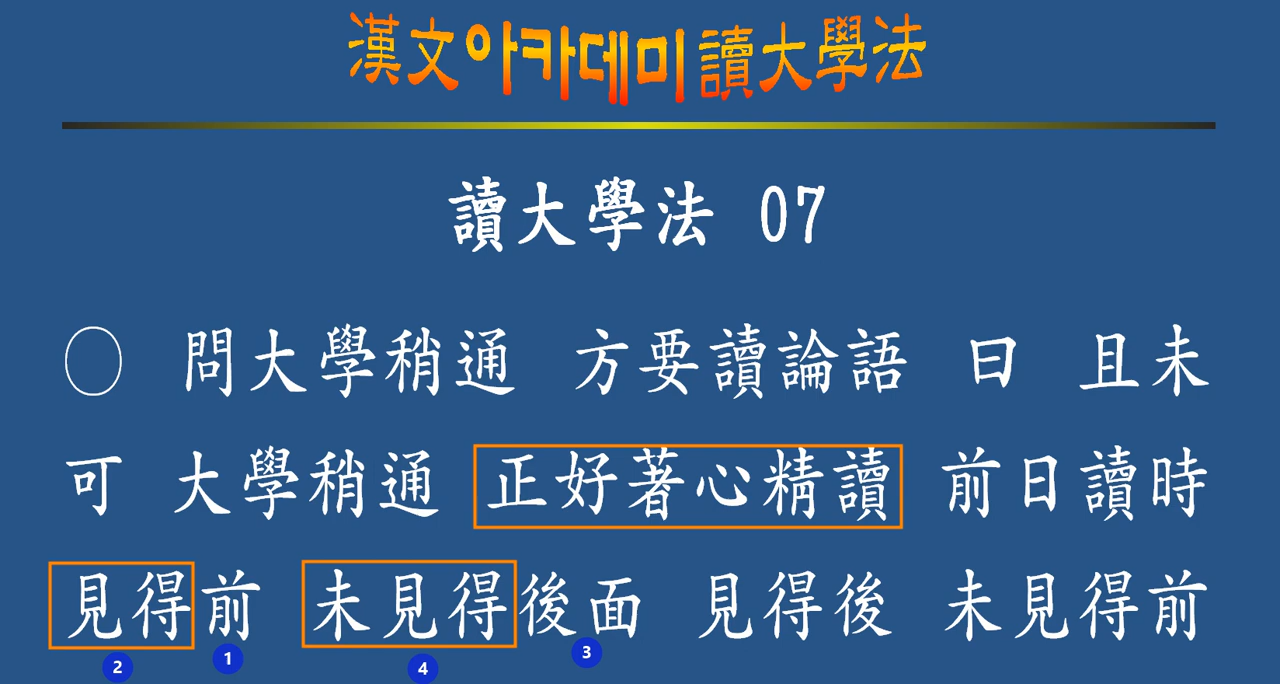 漢文아카데미讀大學法
讀大學法 07
○ 問大學稍通 方要讀論語 曰 且未
可 大學稍通 正好著心精讀 前日讀時
見得前 未見得後面 見得後 未見得前
2 1 4 3